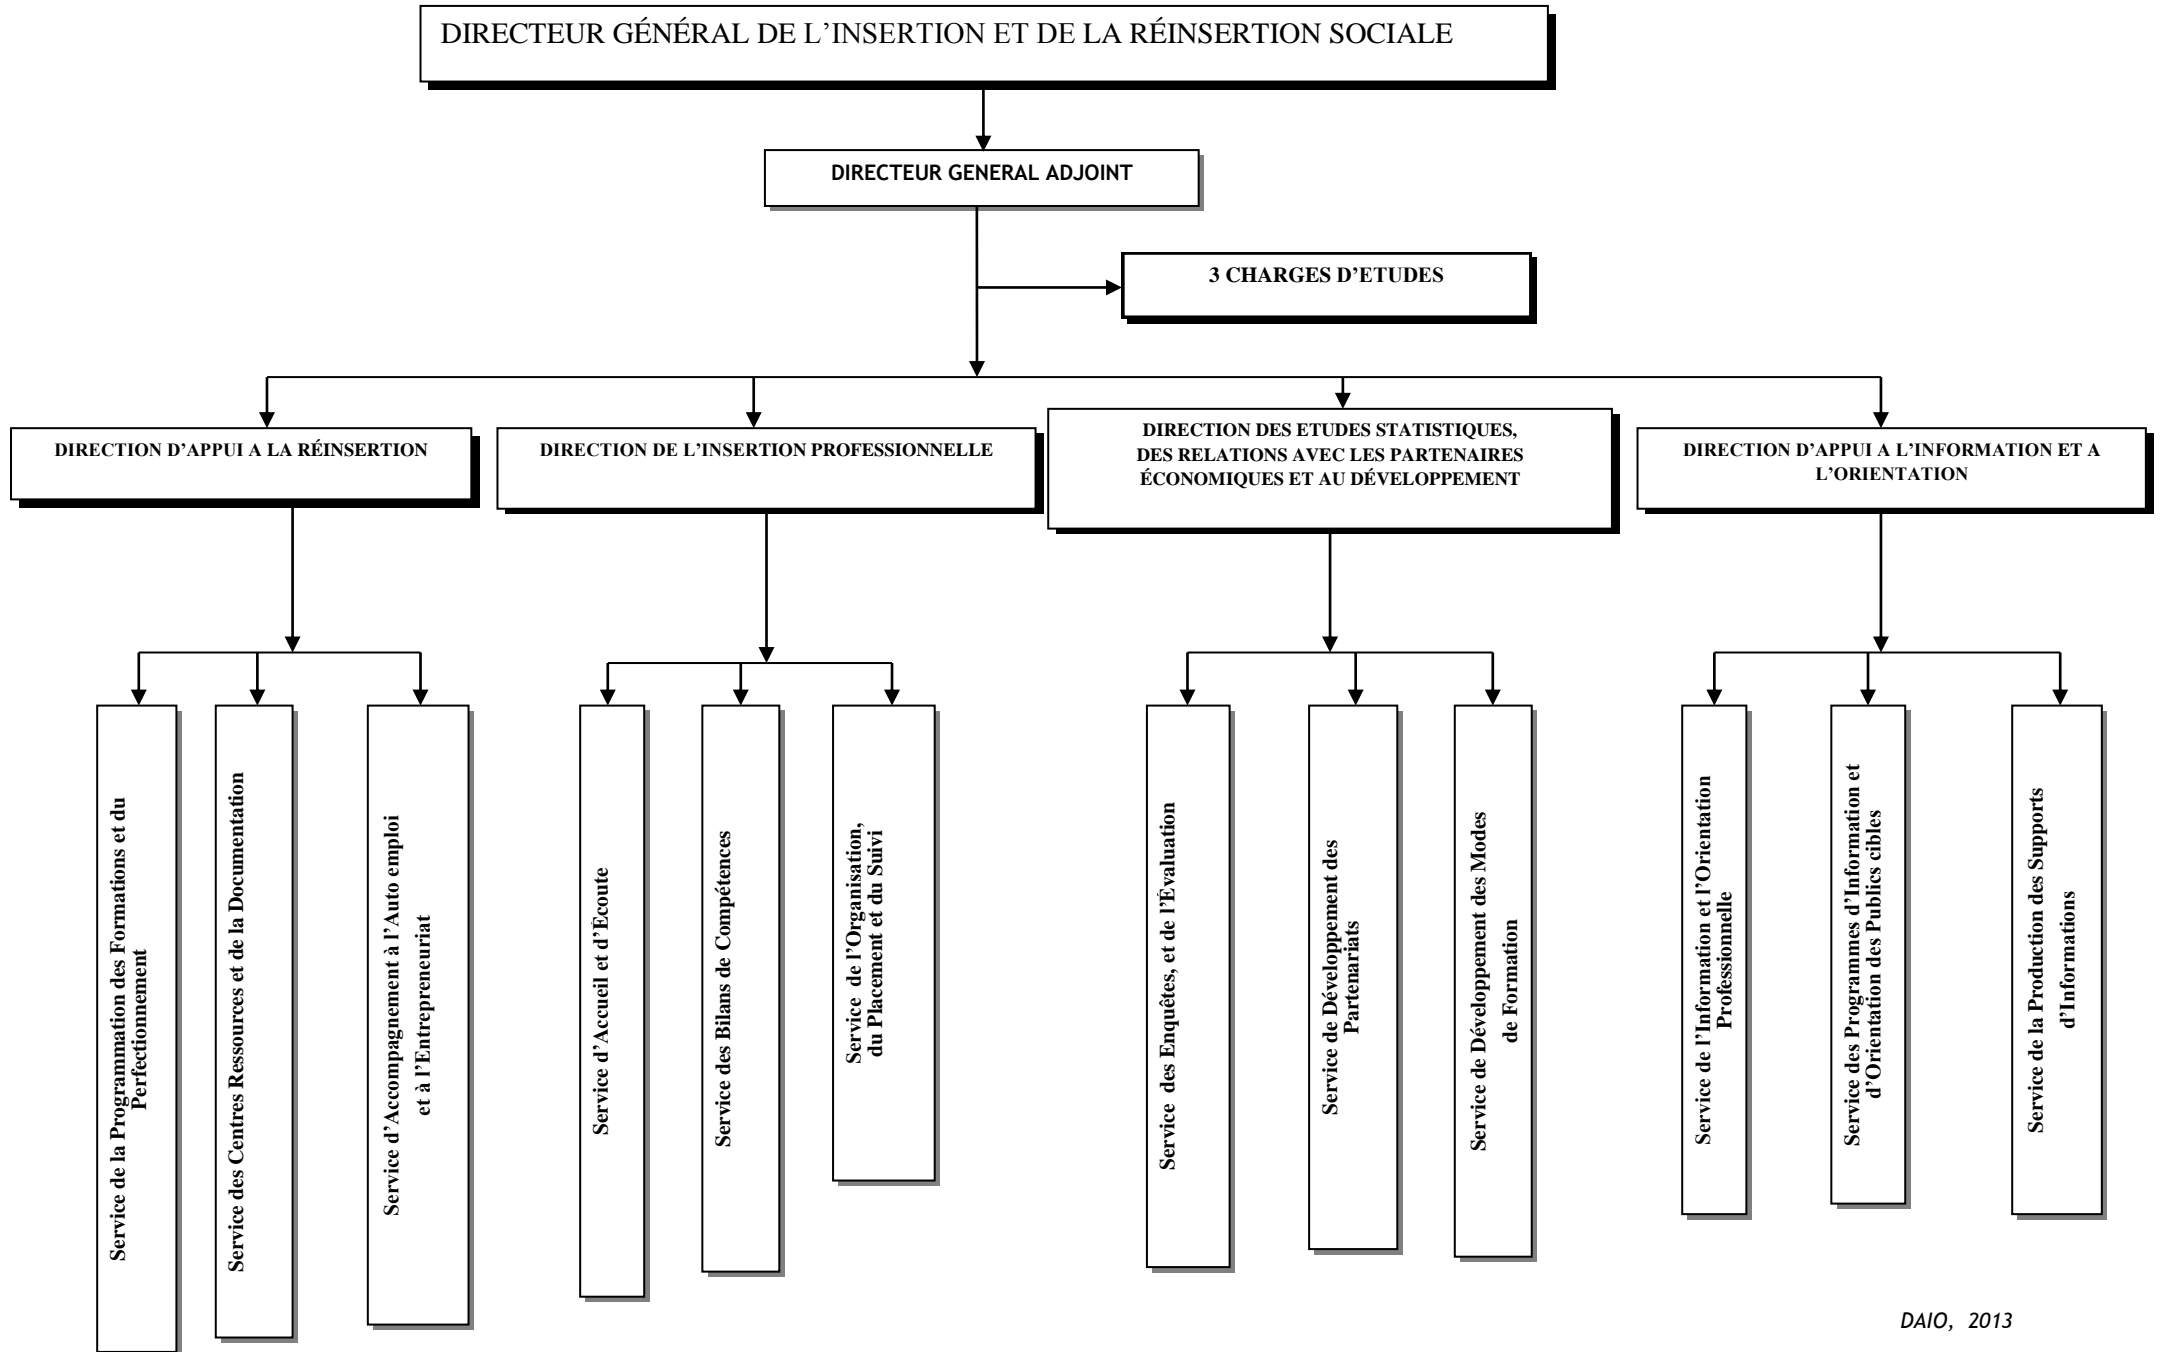 DIRECTEUR GÉNÉRAL DE L’INSERTION ET DE LA RÉINSERTION SOCIALE
DIRECTEUR GENERAL ADJOINT
3 CHARGES D’ETUDES
DIRECTION D’APPUI A LA RÉINSERTION
DIRECTION DE L’INSERTION PROFESSIONNELLE
DIRECTION DES ETUDES STATISTIQUES,
DES RELATIONS AVEC LES PARTENAIRES
ÉCONOMIQUES ET AU DÉVELOPPEMENT
DIRECTION D’APPUI A L’INFORMATION ET A
L’ORIENTATION
Service de la Programmation des Formations et du
Perfectionnement
Service des Centres Ressources et de la Documentation
Service d’Accompagnement à l’Auto emploi
et à l’Entrepreneuriat
Service d’Accueil et d’Écoute
Service des Bilans de Compétences
Service de l’Organisation,
du Placement et du Suivi
Service des Enquêtes, et de l’Évaluation
Service de Développement des
Partenariats
Service de Développement des Modes
de Formation
Service de l’Information et l’Orientation
Professionnelle
Service des Programmes d’Information et
d’Orientation des Publics cibles
Service de la Production des Supports
d’Informations
DAIO, 2013